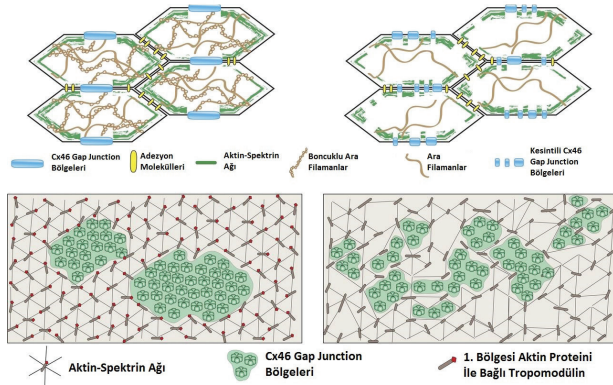 Cx46 Gap Junction
Bölgeleri
Adezyon
Molekülleri
Aktin-Spektrin
Ağı
Boncuklu Ara
Filamanlar
Ara
Filamanlar
Kesintili Cx46
Gap Junction
Bölgeleri
Aktin-Spektrin Ağı
Cx46 Gap Junction
Bölgeleri
1. Bölgesi Aktin Proteini
İle Bağlı Tropomodülin